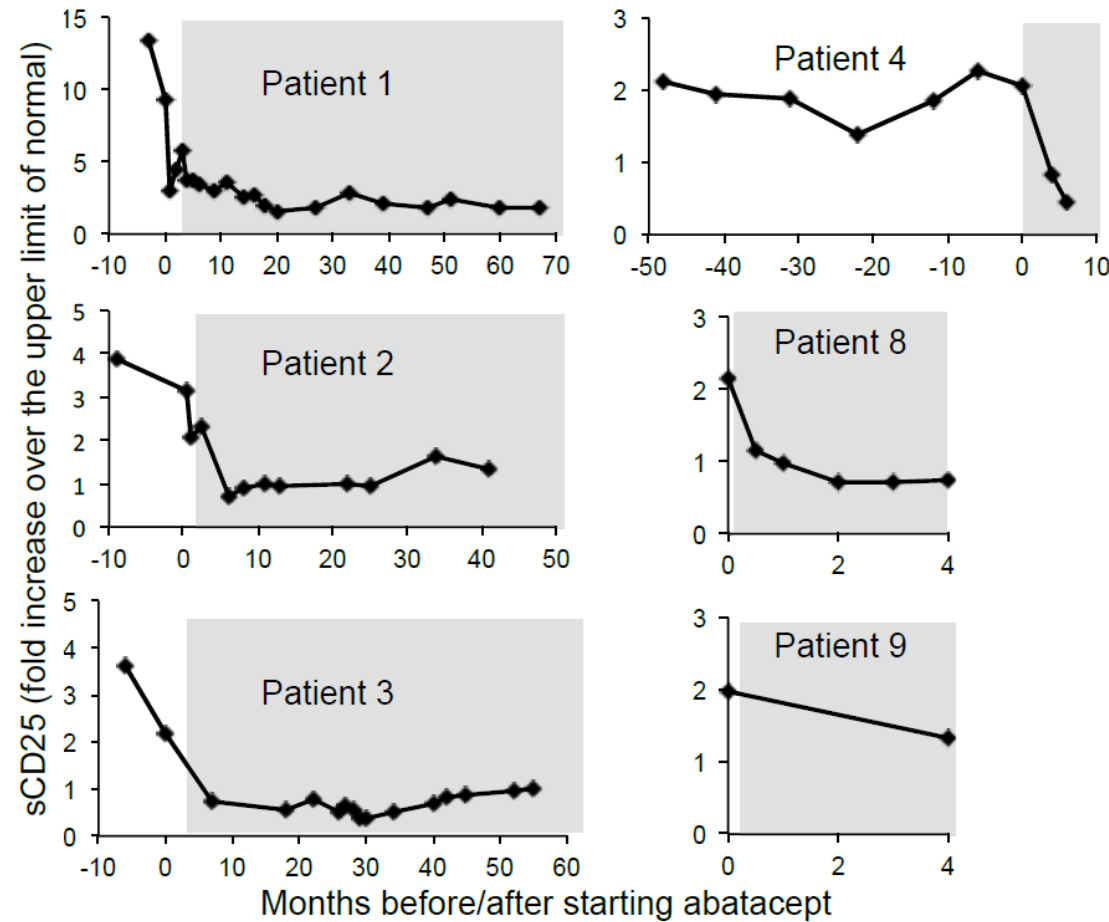 sCD25 (fold increase over the upper limit of normal)
Patient 1
15
10
5
0
-10 0 10 20 30 40 50 60 70
Patient 4
3
2
1
0
-50 -40 -30 -20 -10 0 10
Patient 2
5
4
3
2
1
0
-10 0 10 20 30 40 50
Patient 8
3
2
1
0
0 2 4
Patient 3
5
4
3
2
1
0
-10 0 10 20 30 40 50 60
Patient 9
3
2
1
0
0 2 4
Months before/after starting abatacept